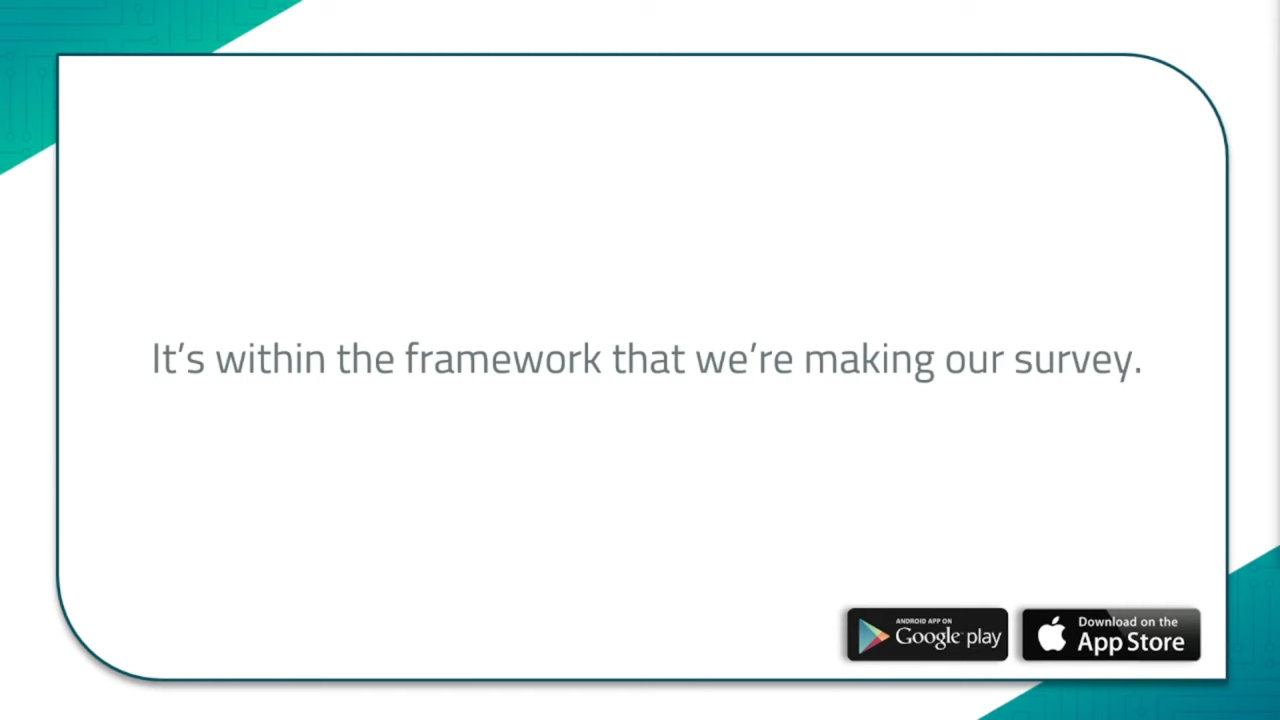 It’s within the framework that we’re making our survey.
ANDROID APP ON
Google play
Download on the
App Store